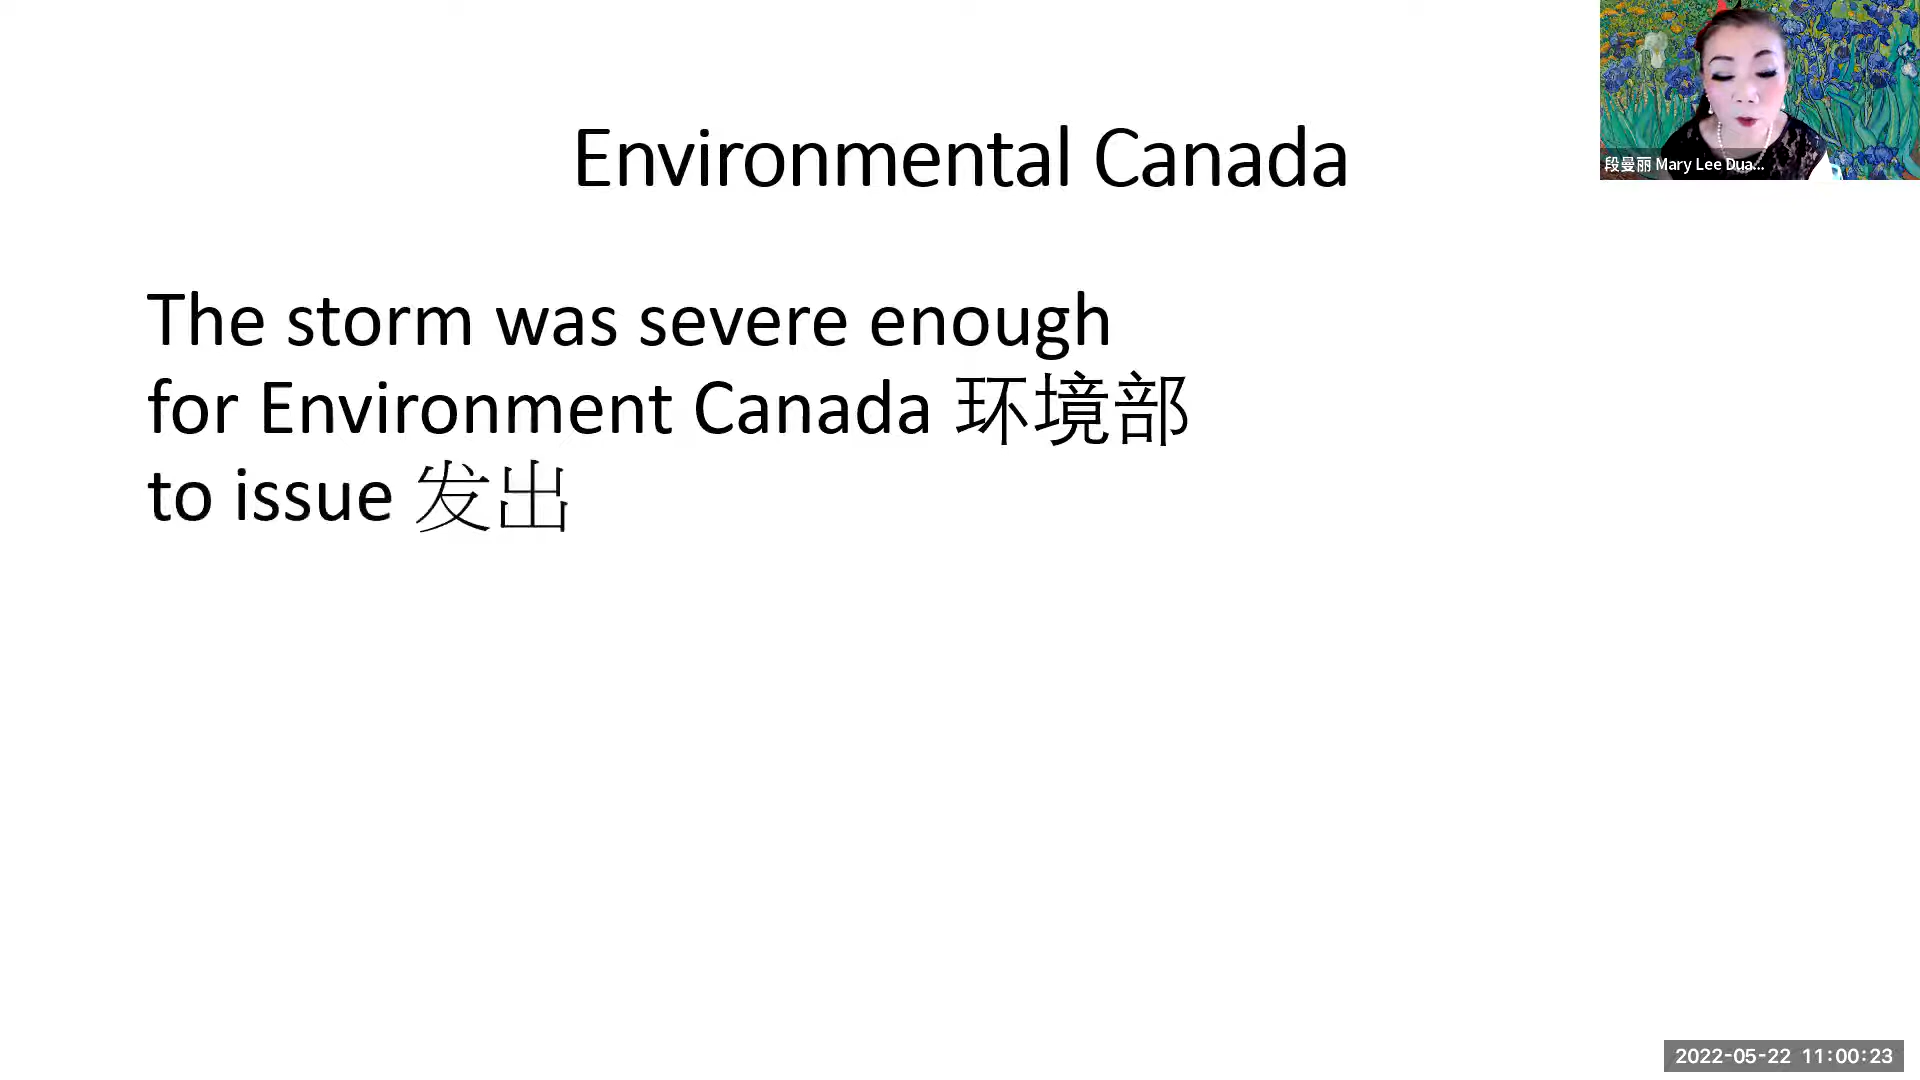 Environmental Canada
The storm was severe enough
for Environment Canada 环境部
to issue 发出
段曼丽 Mary Lee Dua...
2022-05-22 11:00:23